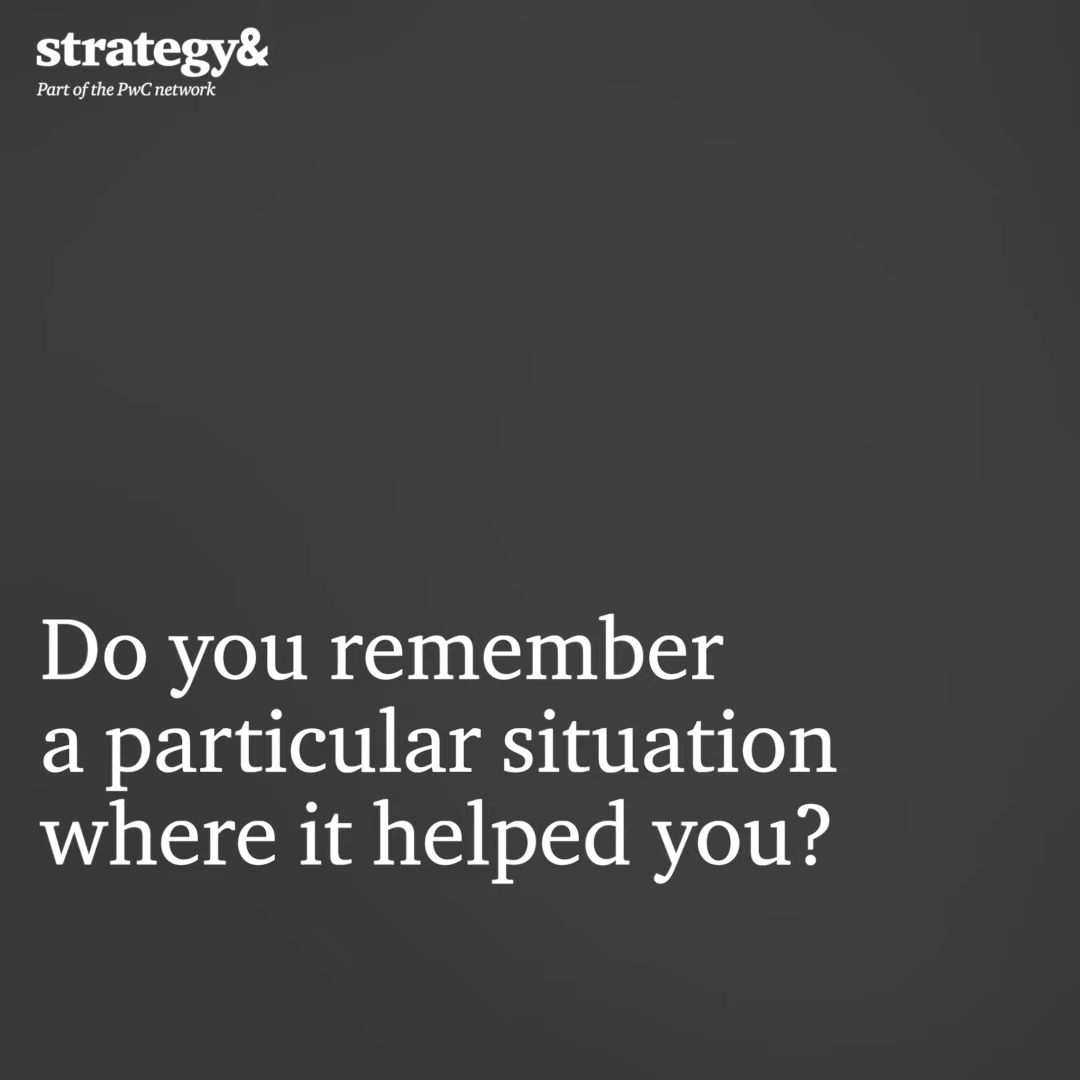 strategy&
Part of the PwC network
Do you remember
a particular situation
where it helped you?